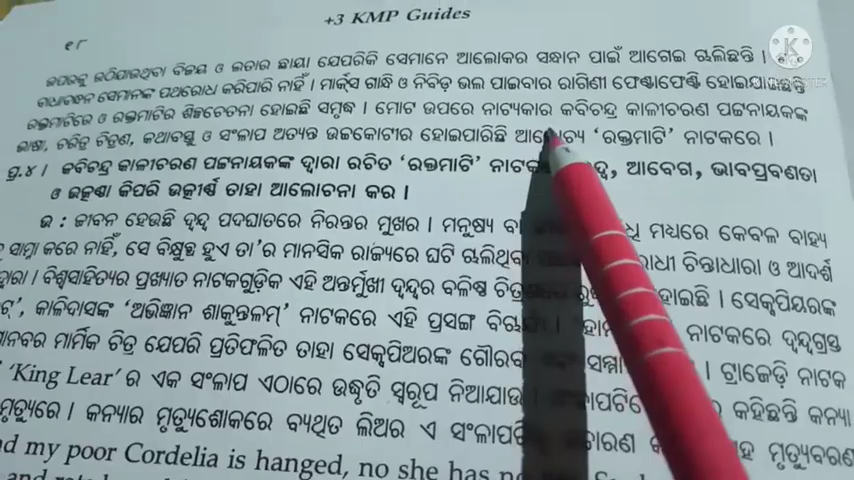 +3 KMP Guides
୧୮
K
KINEMASTER
ଉପରକୁ ଉଠିଯାଉଥିବା ବିଜୟ ଓ ଲତାର ଛାୟା ଯେପରିକି ସେମାନେ ଆଲୋକର ସନ୍ଧାନ ପାଇଁ ଆଗେଇ ଚାଲିଛନ୍ତି ।
ସେମାନଙ୍କ ପଥରୋଧ କରିପାରି ନାହିଁ । ମାର୍କ୍ସ ଗାନ୍ଧି ଓ ନିବିଡ଼ ଭଲ ପାଇବାର ରାଗିଣୀ ଫେଣ୍ଟାଫେଣ୍ଟି ହୋଇଯାଇଛନ୍ତି
ରକ୍ତମାଟିରେ ଓ ରକ୍ତମାଟିର ଶିଳ୍ପଚେତନା ହୋଇଛି ସମୃଦ୍ଧ । ମୋଟ ଉପରେ ନାଟ୍ୟକାର କବିଚନ୍ଦ୍ର କାଳୀଚରଣ ପଟ୍ଟନାୟକଙ୍କ
ଭାଷା, ଚରିତ୍ର ଚିତ୍ରଣ, କଥାବସ୍ତୁ ଓ ସଂଳାପ ଅତ୍ୟନ୍ତ ଉଚ୍ଚକୋଟୀର ହୋଇପାରିଛି 'ରକ୍ତମାଟି' ନାଟକରେ ।
ପ୍ର.୪ । କବିଚନ୍ଦ୍ର କାଳୀଚରଣ ପଟ୍ଟନାୟକଙ୍କ ଦ୍ୱାରା ରଚିତ 'ରକ୍ତମାଟି' ଆବେଗ, ଭାବପ୍ରବଣତା
ଓ ଉତ୍କଣ୍ଠା କିପରି ଉତ୍କୀର୍ଣ୍ଣ ତାହା ଆଲୋଚନା କର ।
ଉ : ଜୀବନ ହେଉଛି ଦ୍ୱନ୍ଦ୍ୱ ପଦଘାତରେ ନିରନ୍ତର ମୁଖର । ମନୁଷ୍ୟ ମଧ୍ୟରେ କେବଳ ବାହ୍ୟ
ସାମ୍ନା କରେ ନାହିଁ, ସେ ବିକ୍ଷୁବ୍ଧ ହୁଏ ତା'ର ମାନସିକ ରାଜ୍ୟରେ ଘଟି ଚାଲିଥିବା ଚିନ୍ତାଧାରା ଓ ଆଦର୍ଶ
। ବିଶ୍ୱସାହିତ୍ୟର ପ୍ରଖ୍ୟାତ ନାଟକଗୁଡ଼ିକ ଏହି ଅନ୍ତର୍ମୁଖୀ ଦ୍ୱନ୍ଦ୍ୱର ବଳିଷ୍ଠ ହୋଇଛି । ସେକ୍ସପିୟରଙ୍କ
କାଳିଦାସଙ୍କ 'ଅଭିଜ୍ଞାନ ଶାକୁନ୍ତଳମ୍' ନାଟକରେ ଏହି ପ୍ରସଙ୍ଗ ନାଟକରେ ଦ୍ୱନ୍ଦ୍ୱଗ୍ରସ୍ତ
ମାନବର ମାର୍ମିକ ଚିତ୍ର ଯେପରି ପ୍ରତିଫଳିତ ତାହା ସେକ୍ସପିଅରଙ୍କ ଗୌରବ । ଟ୍ରାଜେଡ଼ି ନାଟକ
'King Lear' ର ଏକ ସଂଳାପ ଏଠାରେ ଉଦ୍ଧୃତି ସ୍ୱରୂପ ନିଆଯାଉ କହିଛନ୍ତି କନ୍ୟା
ମୃତ୍ୟୁରେ । କନ୍ୟାର ମୃତ୍ୟୁଶୋକରେ ବ୍ୟଥିତ ଲିଅର ଏ ମୃତ୍ୟୁବରଣ
my poor Cordelia is hanged, no she has